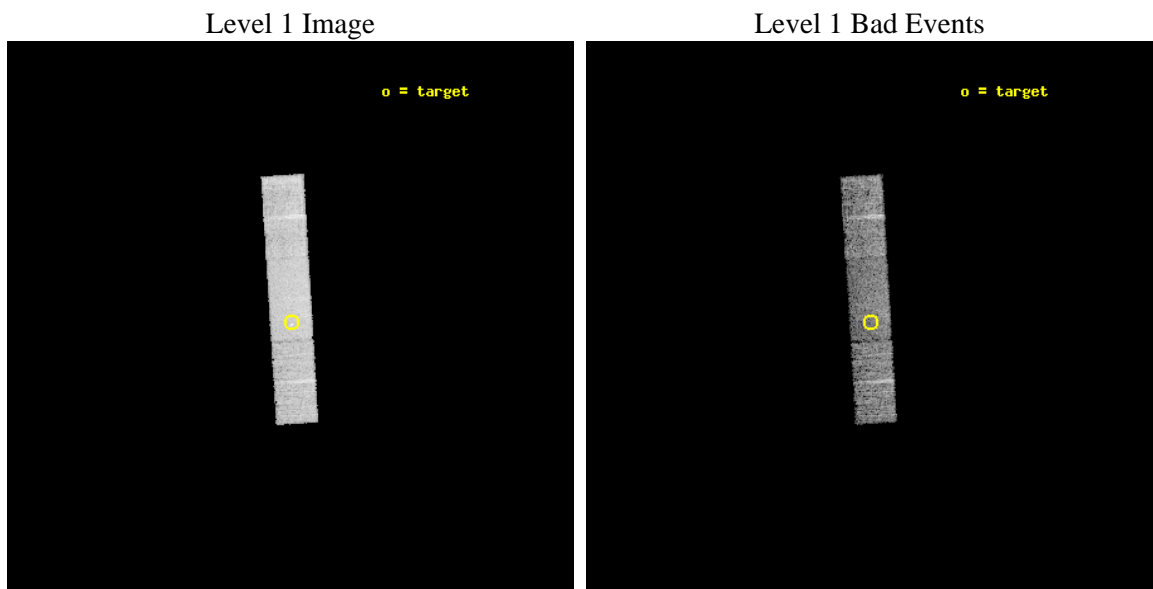 Level 1 Image
Level 1 Bad Events
o = target
o = target